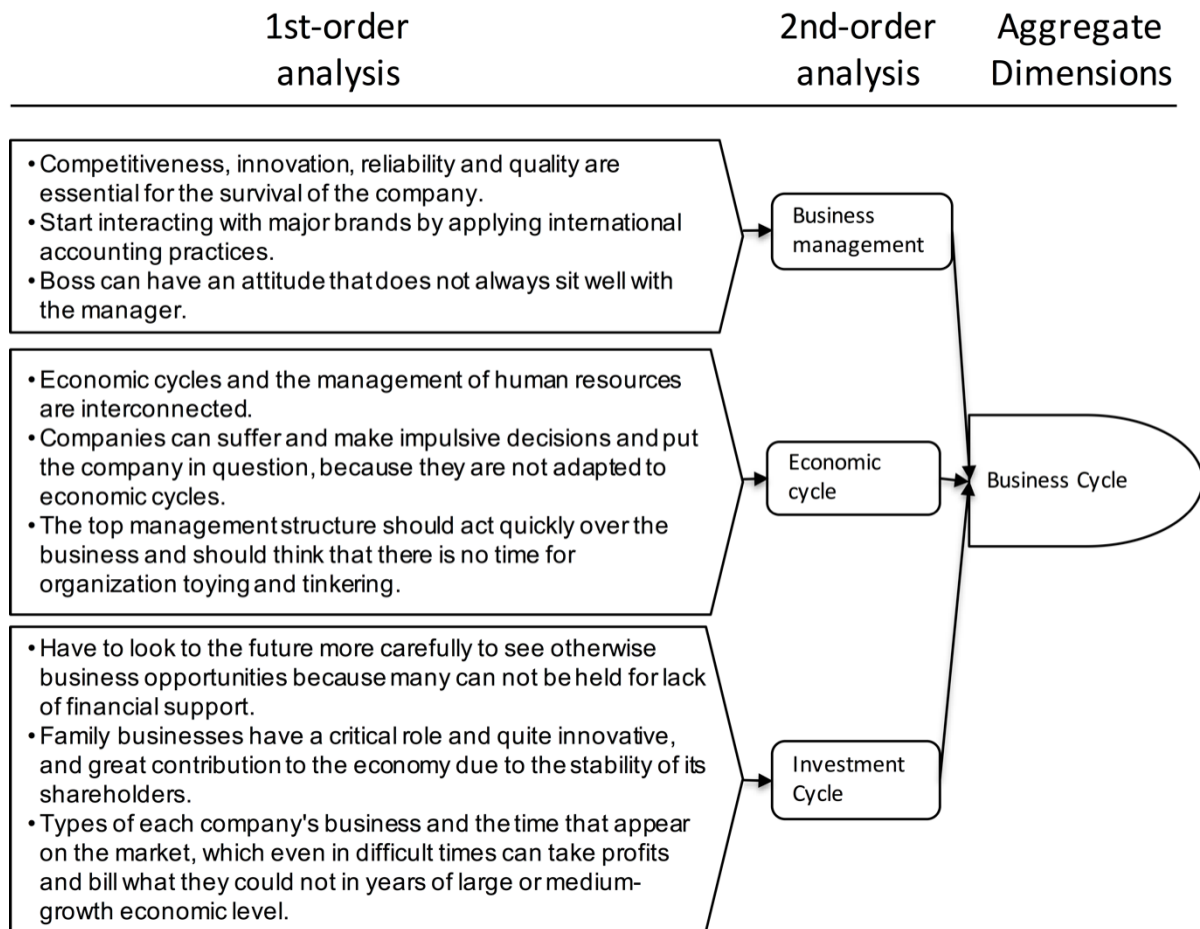 1st-order
analysis
2nd-order
analysis
Aggregate
Dimensions
• Competitiveness, innovation, reliability and quality are
essential for the survival of the company.
• Start interacting with major brands by applying international
accounting practices.
• Boss can have an attitude that does not always sit well with
the manager.
Business
management
• Economic cycles and the management of human resources
are interconnected.
• Companies can suffer and make impulsive decisions and put
the company in question, because they are not adapted to
economic cycles.
• The top management structure should act quickly over the
business and should think that there is no time for
organization toying and tinkering.
Economic
cycle
Business Cycle
• Have to look to the future more carefully to see otherwise
business opportunities because many can not be held for lack
of financial support.
• Family businesses have a critical role and quite innovative,
and great contribution to the economy due to the stability of its
shareholders.
• Types of each company's business and the time that appear
on the market, which even in difficult times can take profits
and bill what they could not in years of large or medium-
growth economic level.
Investment
Cycle